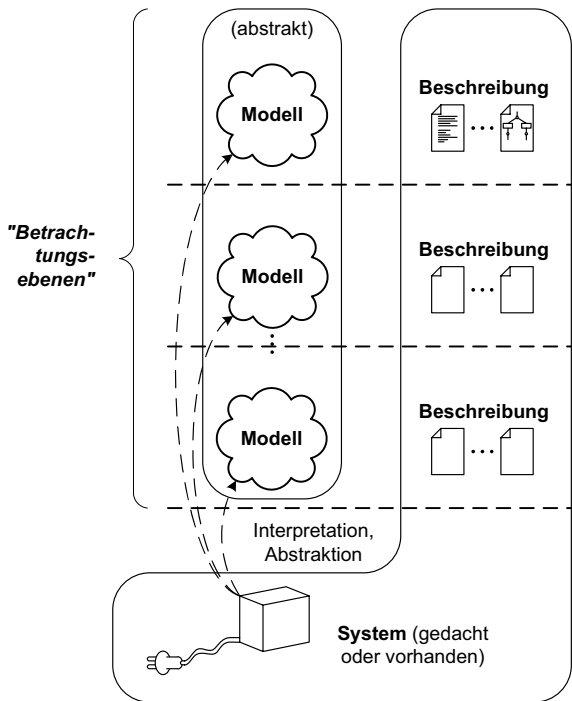 (abstrakt)
Modell
Beschreibung
"Betrach-
tungs-
ebenen"
Modell
Beschreibung
Modell
Beschreibung
Interpretation,
Abstraktion
System (gedacht
oder vorhanden)